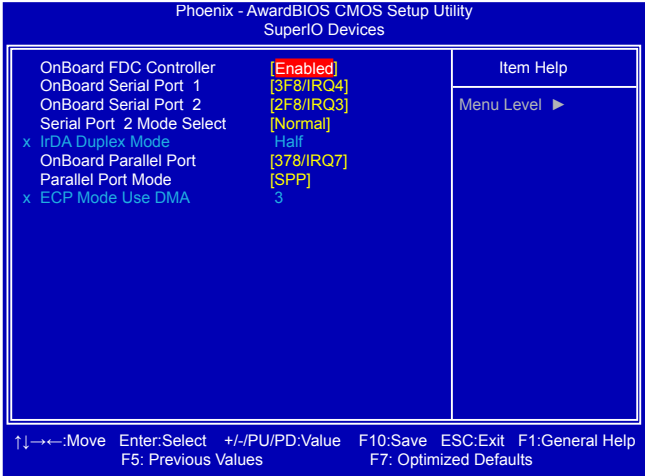 Phoenix - AwardBIOS CMOS Setup Utility
SuperIO Devices
OnBoard FDC Controller [Enabled]
OnBoard Serial Port 1 [3F8/IRQ4]
OnBoard Serial Port 2 [2F8/IRQ3]
Serial Port 2 Mode Select [Normal]
x IrDA Duplex Mode Half
OnBoard Parallel Port [378/IRQ7]
Parallel Port Mode [SPP]
x ECP Mode Use DMA 3
Item Help
Menu Level ►
↑↓→←:Move Enter:Select +/-/PU/PD:Value F10:Save ESC:Exit F1:General Help
F5: Previous Values F7: Optimized Defaults